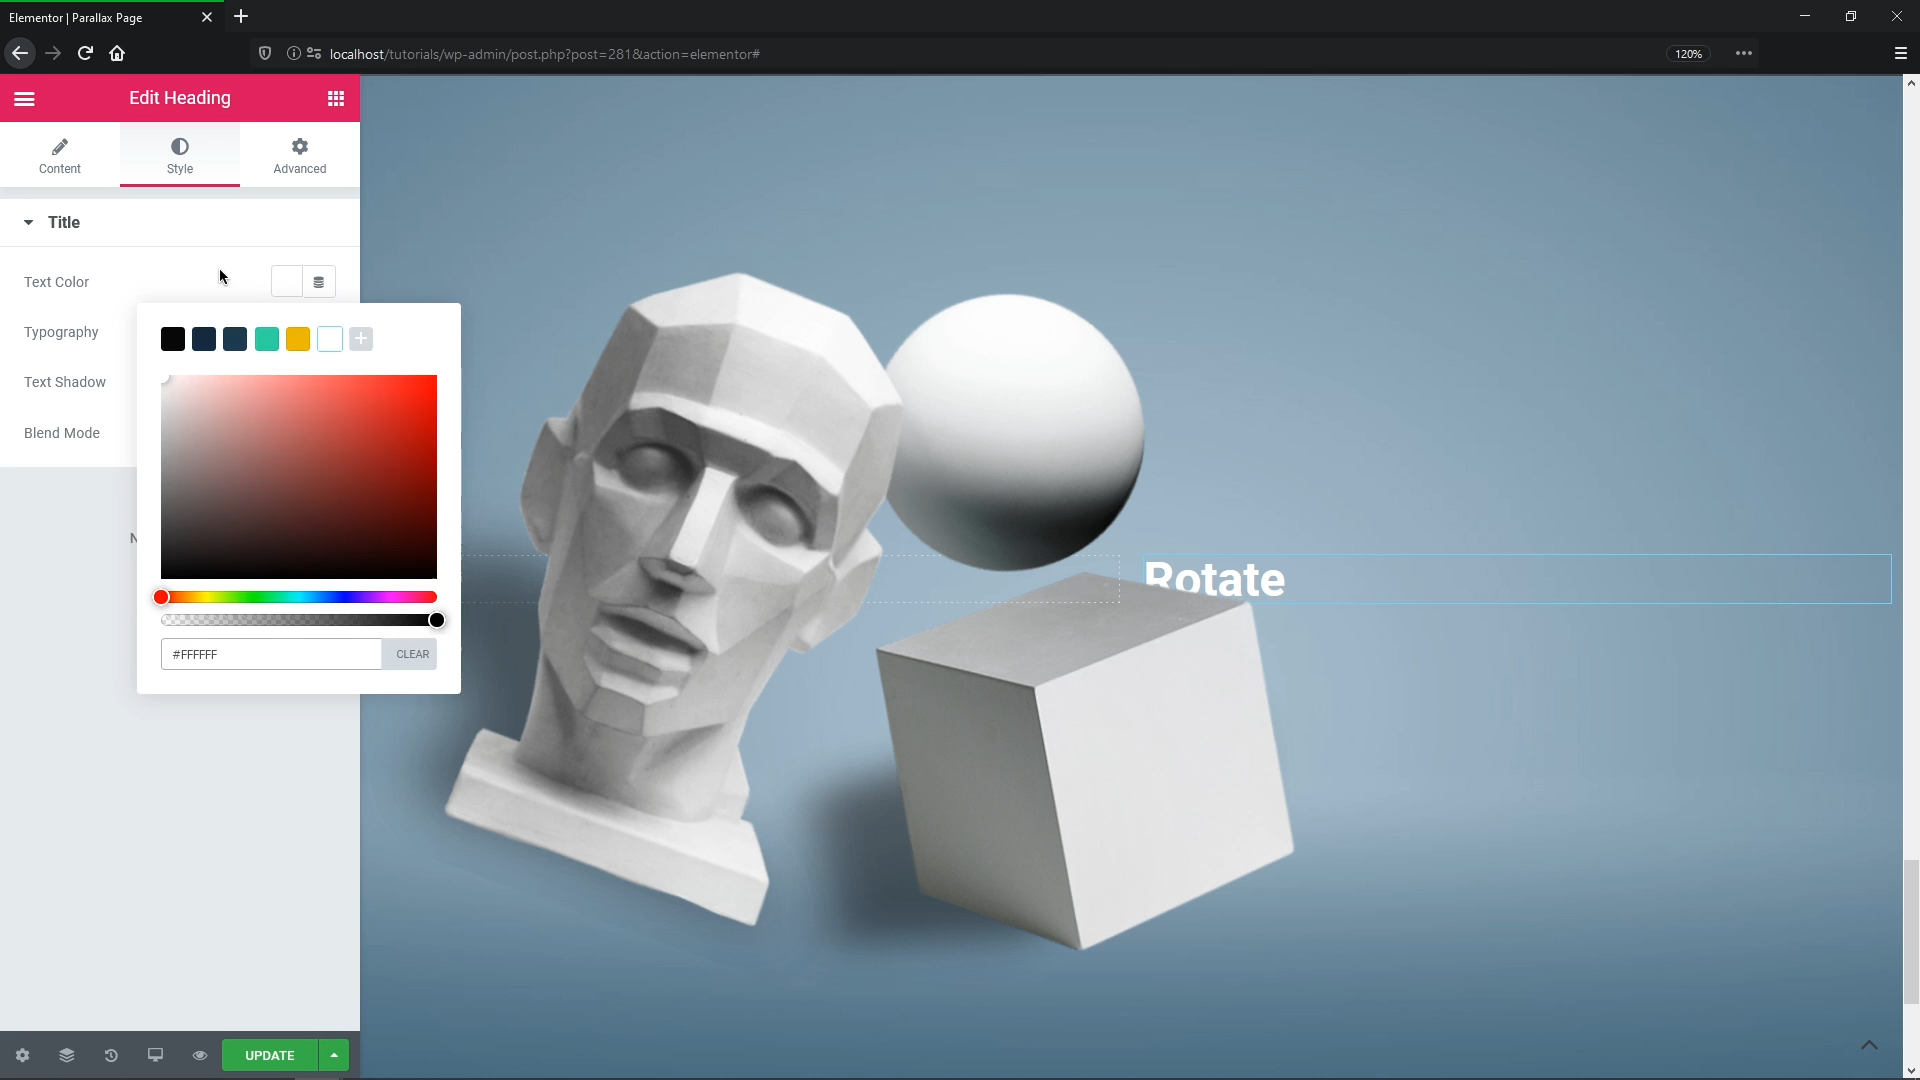 Elementor | Parallax Page
localhost/tutorials/wp-admin/post.php?post=281&action=elementor#
120%
Edit Heading
Content
Style
Advanced
Title
Text Color
Typography
Text Shadow
Blend Mode
N
#FFFFFF
CLEAR
Rotate
UPDATE